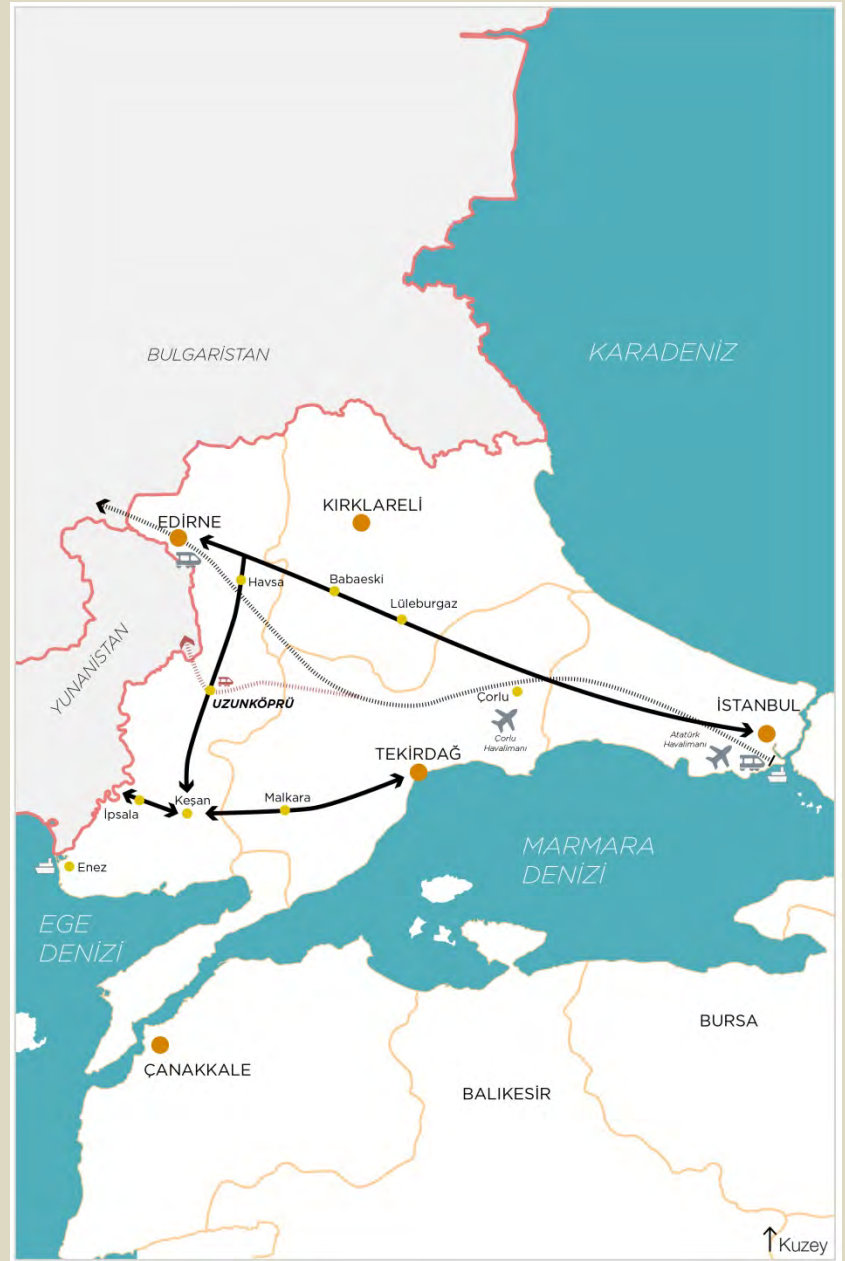 BULGARİSTAN
KARADENİZ
KIRKLARELİ
EDİRNE
Havsa
Babaeski
Lüleburgaz
YUNANİSTAN
UZUNKÖPRÜ
Çorlu
Corlu
Havalimanı
İSTANBUL
Atatürk
Havalimanı
TEKİRDAĞ
Keşan
Malkara
İpsala
Enez
MARMARA
DENİZİ
EGE
DENİZİ
ÇANAKKALE
BURSA
BALIKESİR
Kuzey